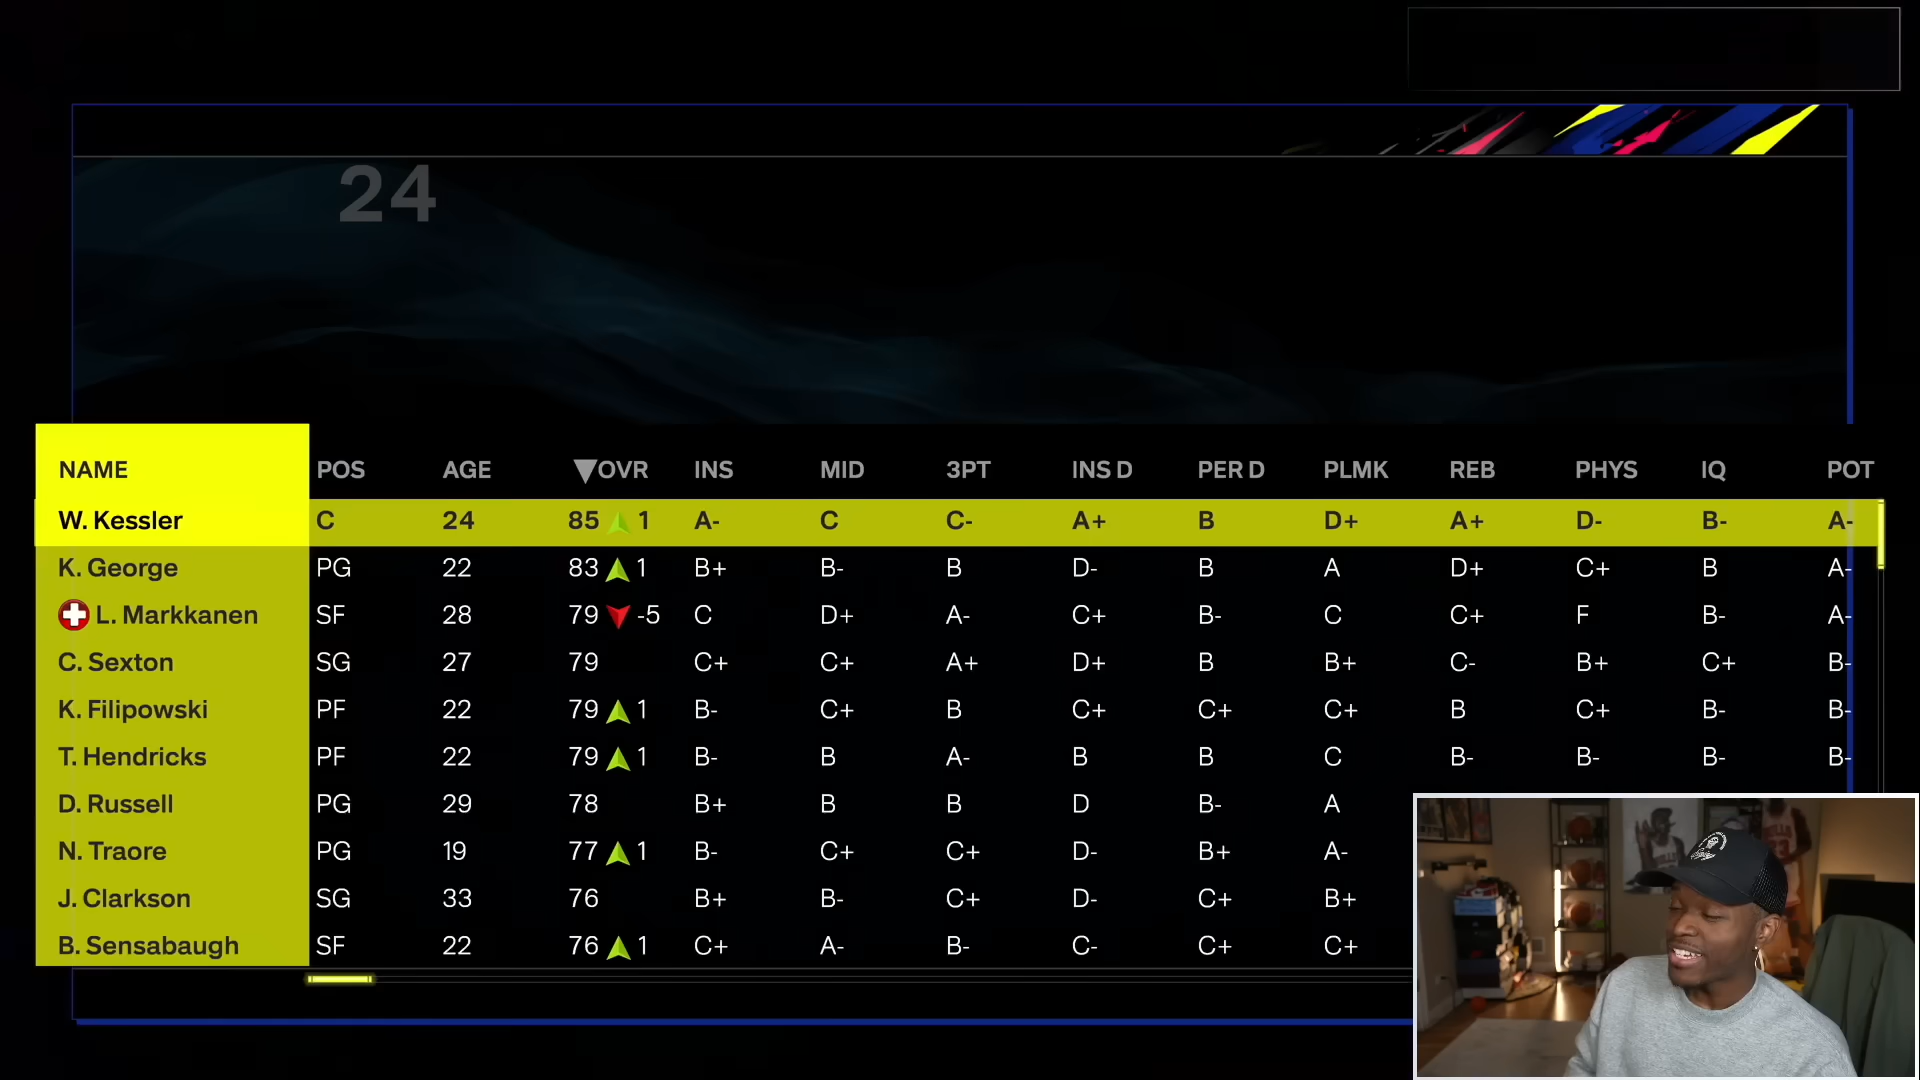 24
NAME POS AGE OVR INS MID 3PT INS D PER D PLMK REB PHYS IQ POT
W. Kessler C 24 85 1 A- C C- A+ B D+ A+ D- B- A-
K. George PG 22 83 1 B+ B- B D- B A D+ C+ B A-
L. Markkanen SF 28 79 -5 C D+ A- C+ B- C C+ F B- A-
C. Sexton SG 27 79 C+ C+ A+ D+ B B+ C- B+ C+ B-
K. Filipowski PF 22 79 1 B- C+ B C+ C+ C+ B C+ B- B-
T. Hendricks PF 22 79 1 B- B A- B B C B- B- B- B-
D. Russell PG 29 78 B+ B B D B- A
N. Traore PG 19 77 1 B- C+ C+ D- B+ A-
J. Clarkson SG 33 76 B+ B- C+ D- C+ B+
B. Sensabaugh SF 22 76 1 C+ A- B- C- C+ C+